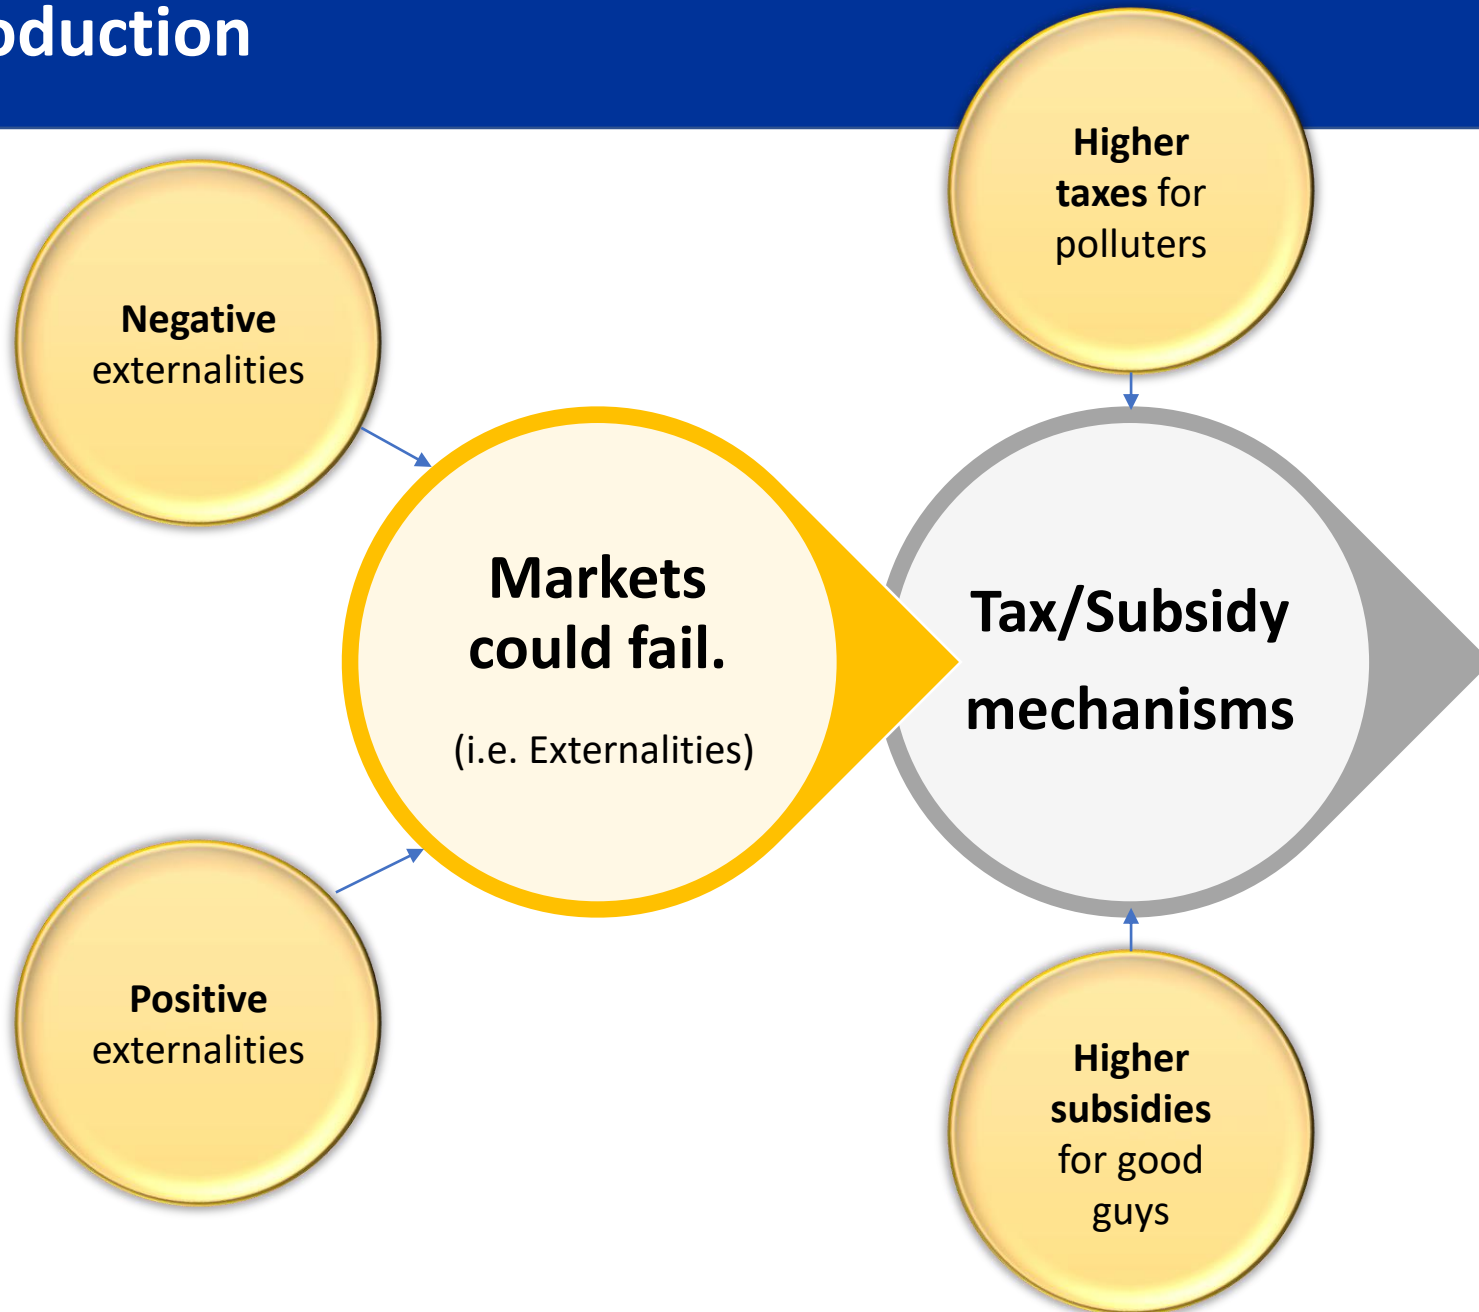 oduction
Higher
taxes for
polluters
Negative
externalities
Markets
could fail.
(i.e. Externalities)
Tax/Subsidy
mechanisms
Positive
externalities
Higher
subsidies
for good
guys